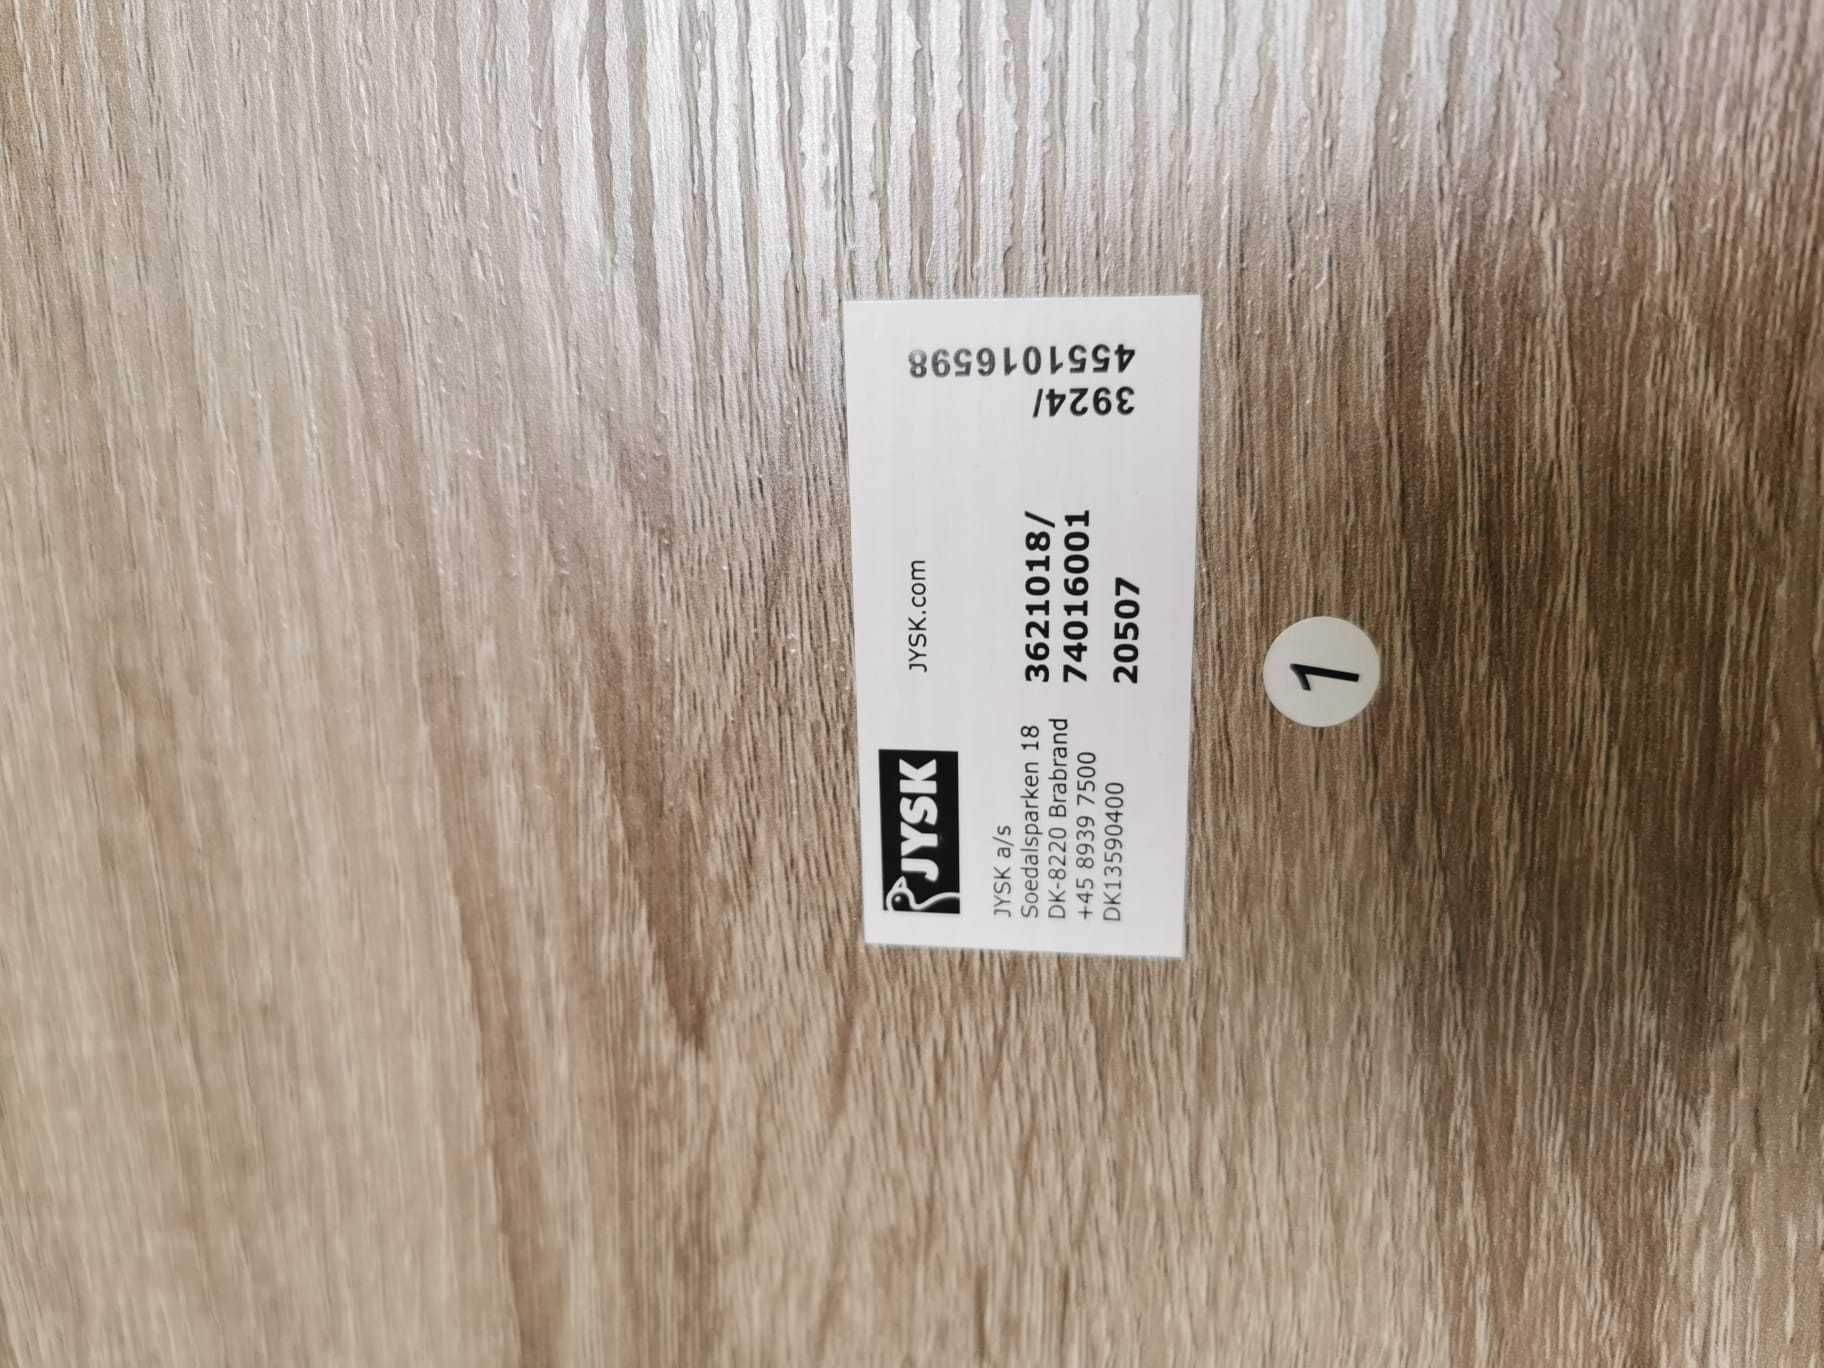 JYSK
JYSK.com
JYSK a/s
Soedalsparken 18
DK-8220 Brabrand
+45 8939 7500
DK13590400
3621018/
74016001
20507
3924/
4551016598
1